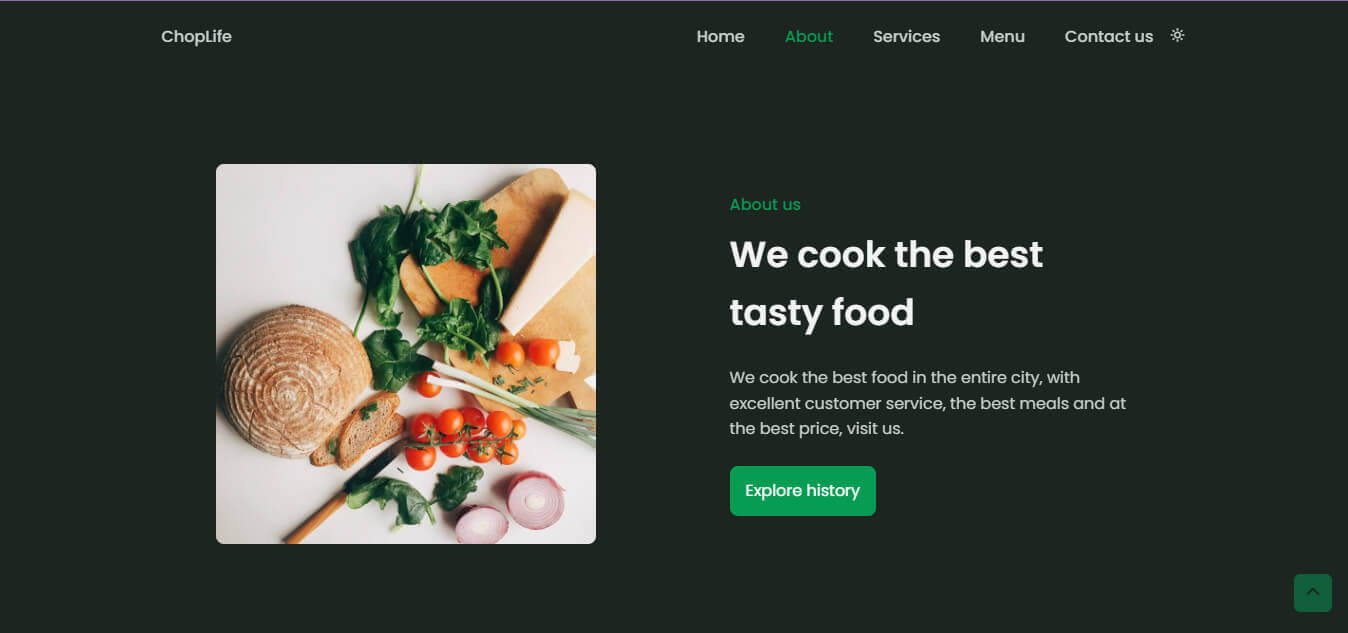 ChopLife
Home About Services Menu Contact us
About us
We cook the best
tasty food
We cook the best food in the entire city, with
excellent customer service, the best meals and at
the best price, visit us.
Explore history